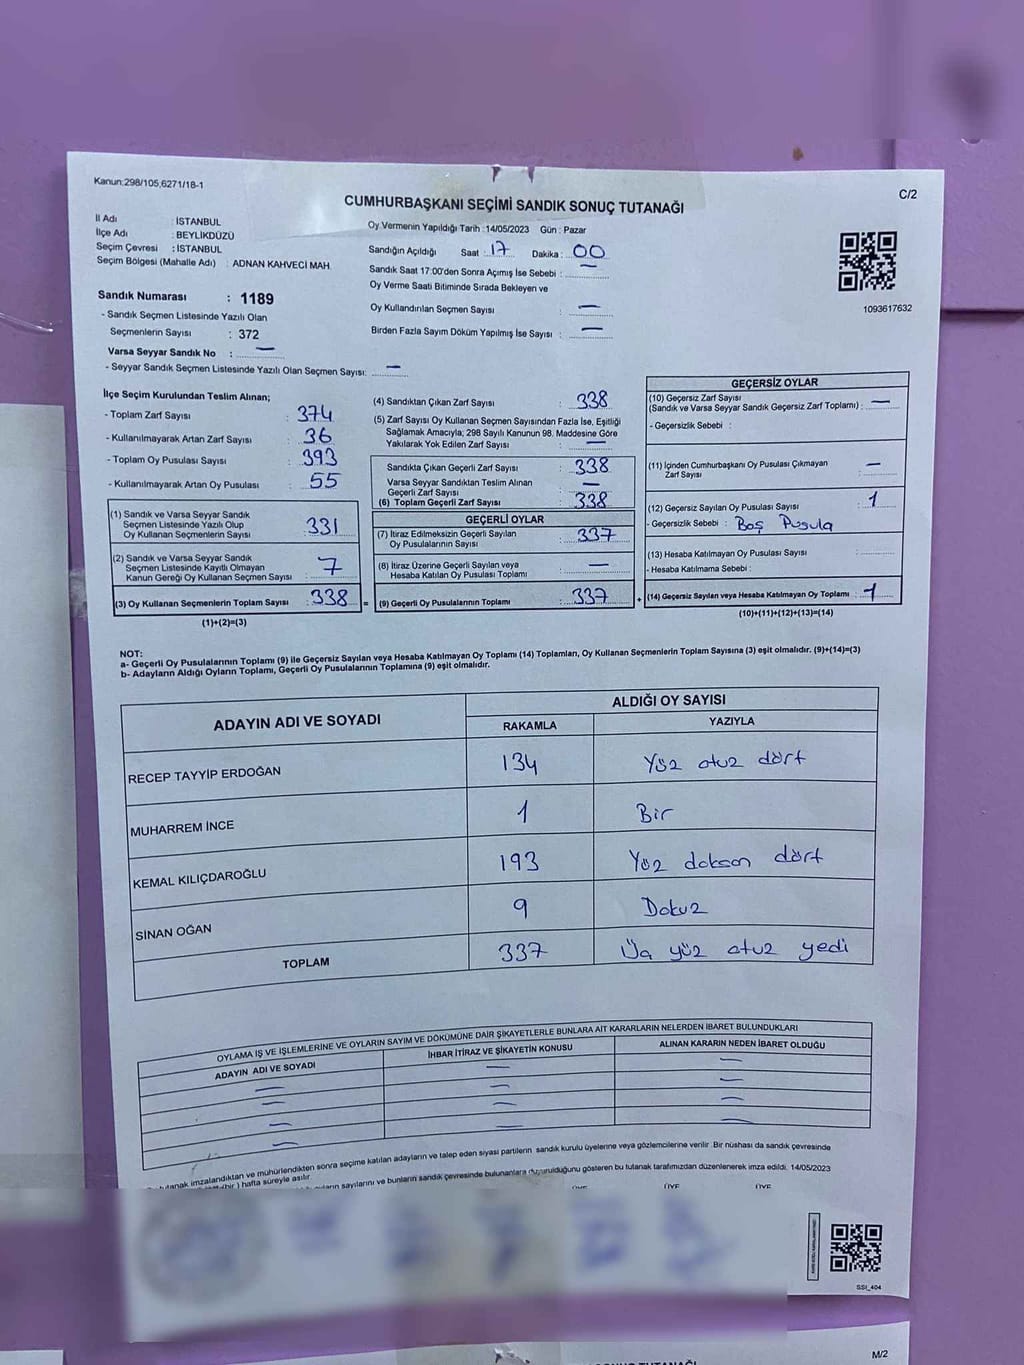 Kanun:298/105,6271/18-1
C/2
CUMHURBAŞKANI SEÇİMİ SANDIK SONUÇ TUTANAĞI
İl Adı : İSTANBUL
İlçe Adı : BEYLİKDÜZÜ
Seçim Çevresi : İSTANBUL
Seçim Bölgesi (Mahalle Adı) : ADNAN KAHVECİ MAH.
Oy Vermenin Yapıldığı Tarih :14/05/2023 Gün : Pazar
Sandığın Açıldığı Saat : 17 Dakika : 00
Sandık Saat 17:00'den Sonra Açımış İse Sebebi : —
Oy Verme Saati Bitiminde Sırada Bekleyen ve
Oy Kullandırılan Seçmen Sayısı : —
Birden Fazla Sayım Döküm Yapılmış İse Sayısı : —
1093617632
Sandık Numarası : 1189
- Sandık Seçmen Listesinde Yazılı Olan
Seçmenlerin Sayısı : 372
Varsa Seyyar Sandık No : —
- Seyyar Sandık Seçmen Listesinde Yazılı Olan Seçmen Sayısı: —
İlçe Seçim Kurulundan Teslim Alınan;
- Toplam Zarf Sayısı : 374
- Kullanılmayarak Artan Zarf Sayısı : 36
- Toplam Oy Pusulası Sayısı : 393
- Kullanılmayarak Artan Oy Pusulası : 55
(1) Sandık ve Varsa Seyyar Sandık
Seçmen Listesinde Yazılı Olup
Oy Kullanan Seçmenlerin Sayısı : 331
(2) Sandık ve Varsa Seyyar Sandık
Seçmen Listesinde Kayıtlı Olmayan
Kanun Gereği Oy Kullanan Seçmen Sayısı : 7
(3) Oy Kullanan Seçmenlerin Toplam Sayısı : 338 =
(1)+(2)=(3)
(4) Sandıktan Çıkan Zarf Sayısı : 338
(5) Zarf Sayısı Oy Kullanan Seçmen Sayısından Fazla İse, Eşitliği
Sağlamak Amacıyla; 298 Sayılı Kanunun 98. Maddesine Göre
Yakılarak Yok Edilen Zarf Sayısı : —
Sandıkta Çıkan Geçerli Zarf Sayısı : 338
Varsa Seyyar Sandıktan Teslim Alınan
Geçerli Zarf Sayısı : —
(6) Toplam Geçerli Zarf Sayısı : 338
GEÇERLİ OYLAR
(7) İtiraz Edilmeksizin Geçerli Sayılan
Oy Pusulalarının Sayısı : 337
(8) İtiraz Üzerine Geçerli Sayılan veya
Hesaba Katılan Oy Pusulası Toplamı : —
(9) Geçerli Oy Pusulalarının Toplamı : 337 +
GEÇERSİZ OYLAR
(10) Geçersiz Zarf Sayısı
(Sandık ve Varsa Seyyar Sandık Geçersiz Zarf Toplamı) : —
- Geçersizlik Sebebi :
(11) İçinden Cumhurbaşkanı Oy Pusulası Çıkmayan
Zarf Sayısı : —
(12) Geçersiz Sayılan Oy Pusulası Sayısı : 1
- Geçersizlik Sebebi : Boş Pusula
(13) Hesaba Katılmayan Oy Pusulası Sayısı :
- Hesaba Katılmama Sebebi :
(14) Geçersiz Sayılan veya Hesaba Katılmayan Oy Toplamı : 1
(10)+(11)+(12)+(13)=(14)
NOT:
a- Geçerli Oy Pusulalarının Toplamı (9) ile Geçersiz Sayılan veya Hesaba Katılmayan Oy Toplamı (14) Toplamları, Oy Kullanan Seçmenlerin Toplam Sayısına (3) eşit olmalıdır. (9)+(14)=(3)
b- Adayların Aldığı Oyların Toplamı, Geçerli Oy Pusulalarının Toplamına (9) eşit olmalıdır.
ADAYIN ADI VE SOYADI
ALDIĞI OY SAYISI
RAKAMLA YAZIYLA
RECEP TAYYİP ERDOĞAN 134 Yüz otuz dört
MUHARREM İNCE 1 Bir
KEMAL KILIÇDAROĞLU 193 Yüz doksan dört
SİNAN OĞAN 9 Dokuz
TOPLAM 337 Üç yüz otuz yedi
OYLAMA İŞ VE İŞLEMLERİNE VE OYLARIN SAYIM VE DÖKÜMÜNE DAİR ŞİKAYETLERLE BUNLARA AİT KARARLARIN NELERDEN İBARET BULUNDUKLARI
ADAYIN ADI VE SOYADI İHBAR İTİRAZ VE ŞİKAYETİN KONUSU ALINAN KARARIN NEDEN İBARET OLDUĞU
— — —
— — —
— — —
— — —
tutanak imzalandıktan ve mühürlendikten sonra seçime katılan adayların ve talep eden siyasi partilerin sandık kurulu üyelerine veya gözlemcilerine verilir. Bir nüshası da sandık çevresinde
(bir) hafta süreyle asılır.
sayılarını ve bunların sandık çevresinde bulunanlara duyurulduğunu gösteren bu tutanak tarafımızdan düzenlenerek imza edildi. 14/05/2023
ÜYE ÜYE ÜYE
SSI_404
M/2